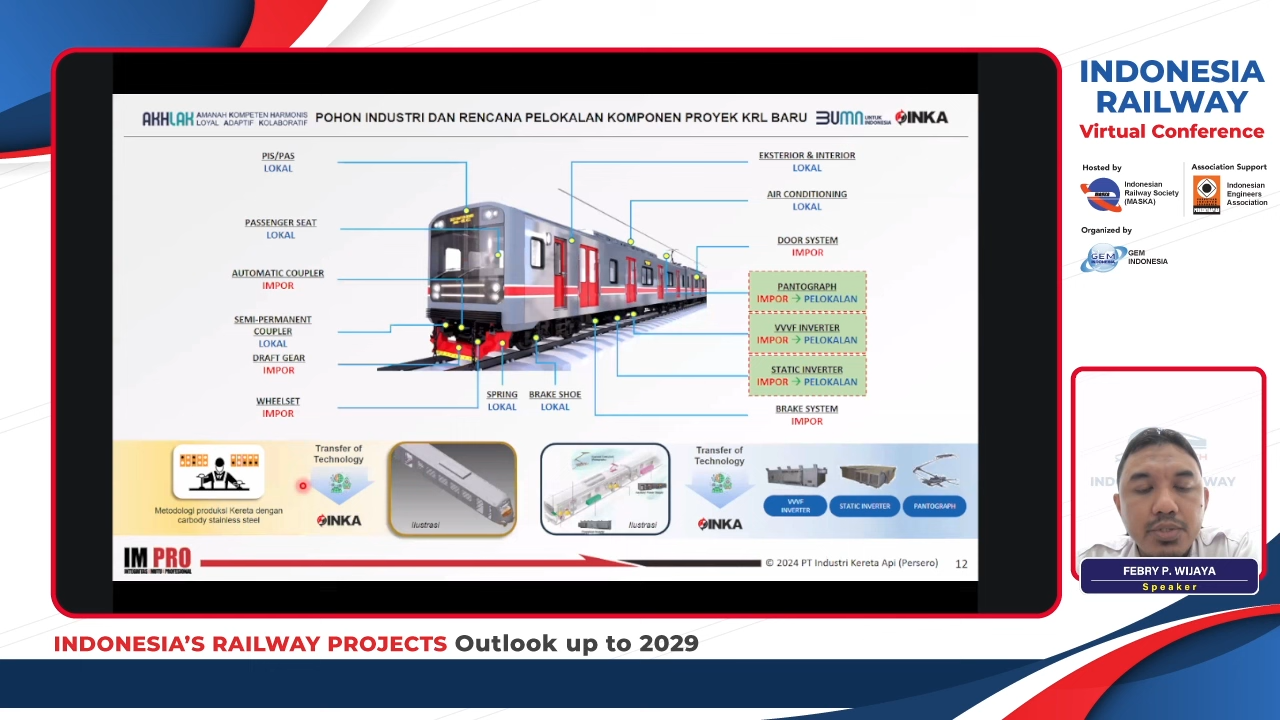 INDONESIA
RAILWAY
Virtual Conference
Hosted by
Indonesian
Railway Society
(MASKA)
Association Support
Indonesian
Engineers
Association
Organized by
GEM
INDONESIA
AKHLAK AMANAH KOMPETEN HARMONIS
LOYAL ADAPTIF KOLABORATIF
POHON INDUSTRI DAN RENCANA PELOKALAN KOMPONEN PROYEK KRL BARU
BUMN UNTUK
INDONESIA
INKA
PIS/PAS
LOKAL
PASSENGER SEAT
LOKAL
AUTOMATIC COUPLER
IMPOR
SEMI-PERMANENT
COUPLER
LOKAL
DRAFT GEAR
IMPOR
WHEELSET
IMPOR
SPRING
LOKAL
BRAKE SHOE
LOKAL
EKSTERIOR & INTERIOR
LOKAL
AIR CONDITIONING
LOKAL
DOOR SYSTEM
IMPOR
PANTOGRAPH
IMPOR → PELOKALAN
VVVF INVERTER
IMPOR → PELOKALAN
STATIC INVERTER
IMPOR → PELOKALAN
BRAKE SYSTEM
IMPOR
Metodologi produksi Kereta dengan
carbody stainless steel
Transfer of
Technology
INKA
Ilustrasi
Ilustrasi
Transfer of
Technology
INKA
VVVF
INVERTER
STATIC INVERTER
PANTOGRAPH
IM PRO
© 2024 PT Industri Kereta Api (Persero)
12
FEBRY P. WIJAYA
Speaker
INDONESIA'S RAILWAY PROJECTS Outlook up to 2029